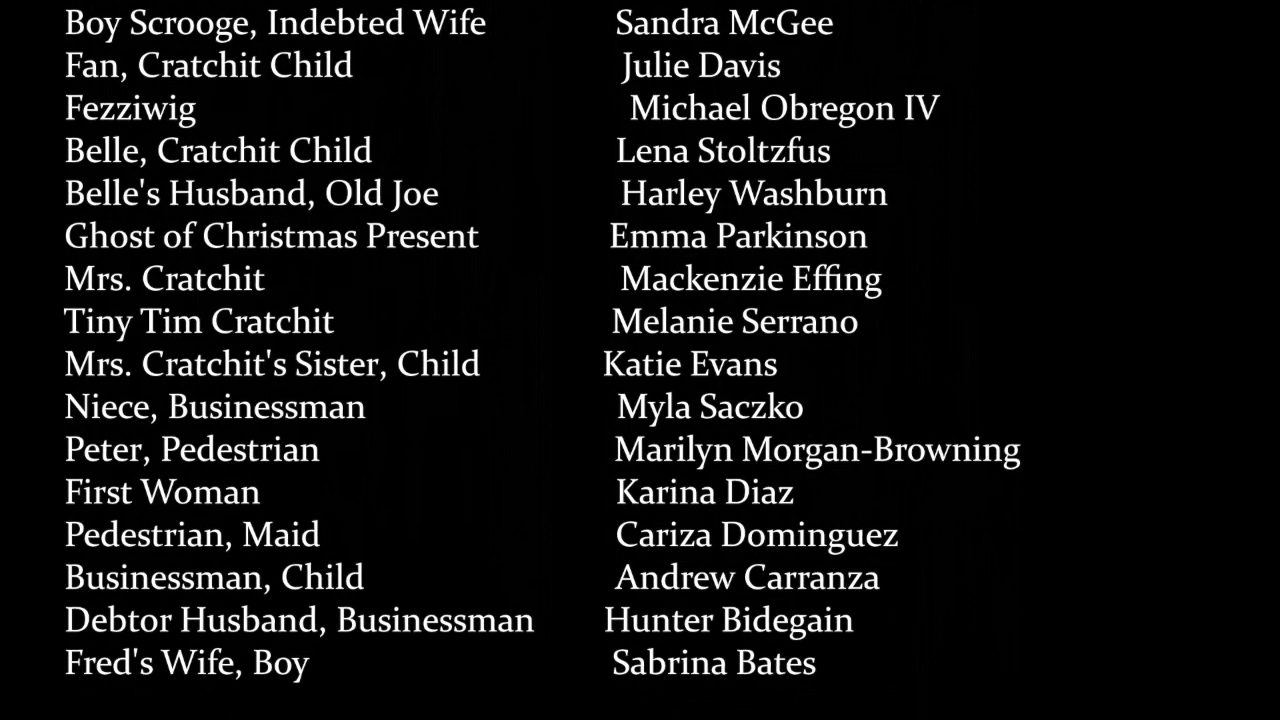 Boy Scrooge, Indebted Wife Sandra McGee
Fan, Cratchit Child Julie Davis
Fezziwig Michael Obregon IV
Belle, Cratchit Child Lena Stoltzfus
Belle's Husband, Old Joe Harley Washburn
Ghost of Christmas Present Emma Parkinson
Mrs. Cratchit Mackenzie Effing
Tiny Tim Cratchit Melanie Serrano
Mrs. Cratchit's Sister, Child Katie Evans
Niece, Businessman Myla Saczko
Peter, Pedestrian Marilyn Morgan-Browning
First Woman Karina Diaz
Pedestrian, Maid Cariza Dominguez
Businessman, Child Andrew Carranza
Debtor Husband, Businessman Hunter Bidegain
Fred's Wife, Boy Sabrina Bates